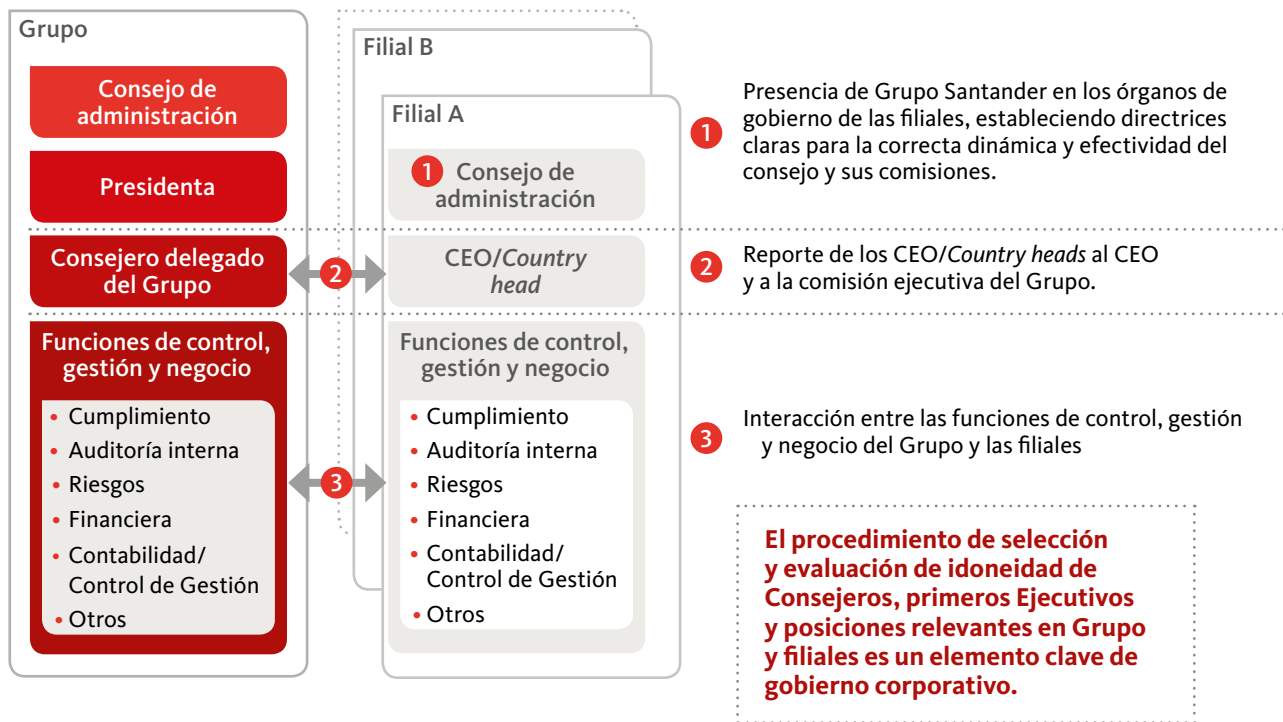 Grupo
Consejo de
administración
Presidenta
Consejero delegado
del Grupo
Funciones de control,
gestión y negocio
• Cumplimiento
• Auditoría interna
• Riesgos
• Financiera
• Contabilidad/
Control de Gestión
• Otros
2
3
Filial B
Filial A
1 Consejo de
administración
CEO/Country
head
Funciones de control,
gestión y negocio
• Cumplimiento
• Auditoría interna
• Riesgos
• Financiera
• Contabilidad/
Control de Gestión
• Otros
1
Presencia de Grupo Santander en los órganos de
gobierno de las filiales, estableciendo directrices
claras para la correcta dinámica y efectividad del
consejo y sus comisiones.
2
Reporte de los CEO/Country heads al CEO
y a la comisión ejecutiva del Grupo.
3
Interacción entre las funciones de control, gestión
y negocio del Grupo y las filiales
El procedimiento de selección
y evaluación de idoneidad de
Consejeros, primeros Ejecutivos
y posiciones relevantes en Grupo
y filiales es un elemento clave de
gobierno corporativo.